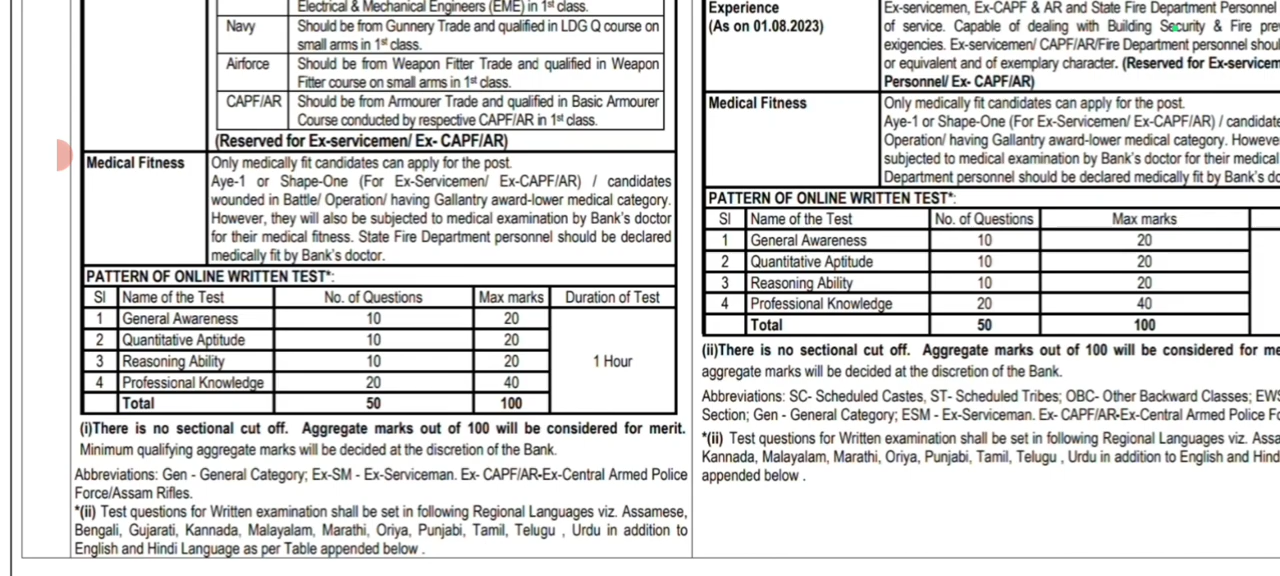 Electrical & Mechanical Engineers (EME) in 1st class.
Navy Should be from Gunnery Trade and qualified in LDG Q course on
small arms in 1st class.
Airforce Should be from Weapon Fitter Trade and qualified in Weapon
Fitter course on small arms in 1st class.
CAPF/AR Should be from Armourer Trade and qualified in Basic Armourer
Course conducted by respective CAPF/AR in 1st class.
(Reserved for Ex-servicemen/ Ex- CAPF/AR)
Medical Fitness Only medically fit candidates can apply for the post.
Aye-1 or Shape-One (For Ex-Servicemen/ Ex-CAPF/AR) / candidates
wounded in Battle/ Operation/ having Gallantry award-lower medical category.
However, they will also be subjected to medical examination by Bank's doctor
for their medical fitness. State Fire Department personnel should be declared
medically fit by Bank's doctor.
PATTERN OF ONLINE WRITTEN TEST*:
Sl Name of the Test No. of Questions Max marks Duration of Test
1 General Awareness 10 20
2 Quantitative Aptitude 10 20
3 Reasoning Ability 10 20 1 Hour
4 Professional Knowledge 20 40
Total 50 100
(i)There is no sectional cut off. Aggregate marks out of 100 will be considered for merit.
Minimum qualifying aggregate marks will be decided at the discretion of the Bank.
Abbreviations: Gen - General Category; Ex-SM - Ex-Serviceman. Ex- CAPF/AR-Ex-Central Armed Police
Force/Assam Rifles.
*(ii) Test questions for Written examination shall be set in following Regional Languages viz. Assamese,
Bengali, Gujarati, Kannada, Malayalam, Marathi, Oriya, Punjabi, Tamil, Telugu , Urdu in addition to
English and Hindi Language as per Table appended below .
Experience Ex-servicemen, Ex-CAPF & AR and State Fire Department Personnel
(As on 01.08.2023) of service. Capable of dealing with Building Security & Fire pre
exigencies. Ex-servicemen/ CAPF/AR/Fire Department personnel shou
or equivalent and of exemplary character. (Reserved for Ex-servicem
Personnel/ Ex- CAPF/AR)
Medical Fitness Only medically fit candidates can apply for the post.
Aye-1 or Shape-One (For Ex-Servicemen/ Ex-CAPF/AR) / candidate
Operation/ having Gallantry award-lower medical category. Howeve
subjected to medical examination by Bank's doctor for their medical
Department personnel should be declared medically fit by Bank's do
PATTERN OF ONLINE WRITTEN TEST*:
Sl Name of the Test No. of Questions Max marks
1 General Awareness 10 20
2 Quantitative Aptitude 10 20
3 Reasoning Ability 10 20
4 Professional Knowledge 20 40
Total 50 100
(ii)There is no sectional cut off. Aggregate marks out of 100 will be considered for me
aggregate marks will be decided at the discretion of the Bank.
Abbreviations: SC- Scheduled Castes, ST- Scheduled Tribes; OBC- Other Backward Classes; EWS
Section; Gen - General Category; ESM - Ex-Serviceman. Ex- CAPF/AR-Ex-Central Armed Police Fo
*(ii) Test questions for Written examination shall be set in following Regional Languages viz. Assa
Kannada, Malayalam, Marathi, Oriya, Punjabi, Tamil, Telugu , Urdu in addition to English and Hind
appended below .